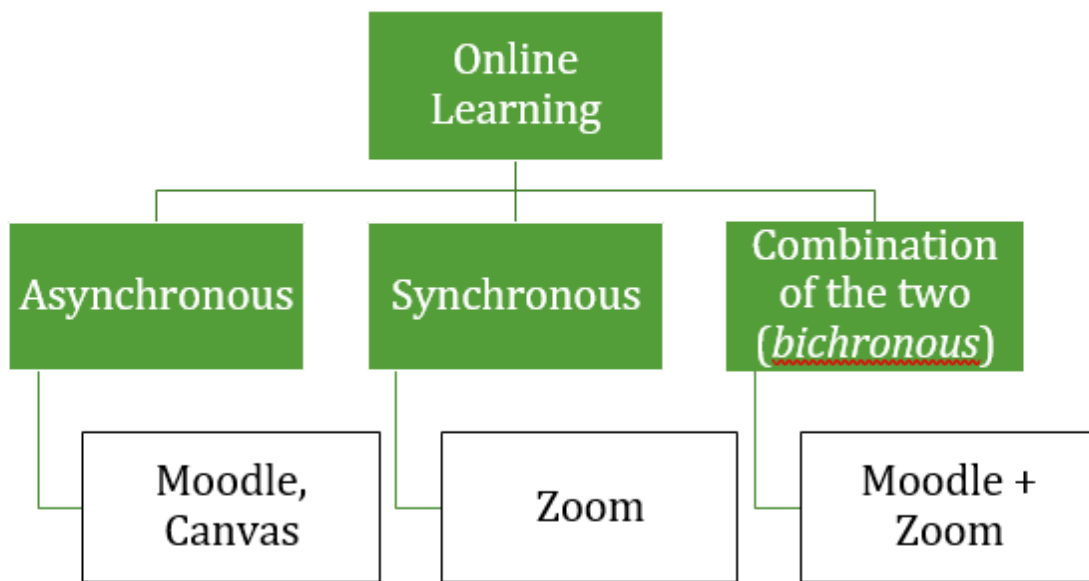 Online
Learning
Asynchronous
Synchronous
Combination
of the two
(bichronous)
Moodle,
Canvas
Zoom
Moodle +
Zoom